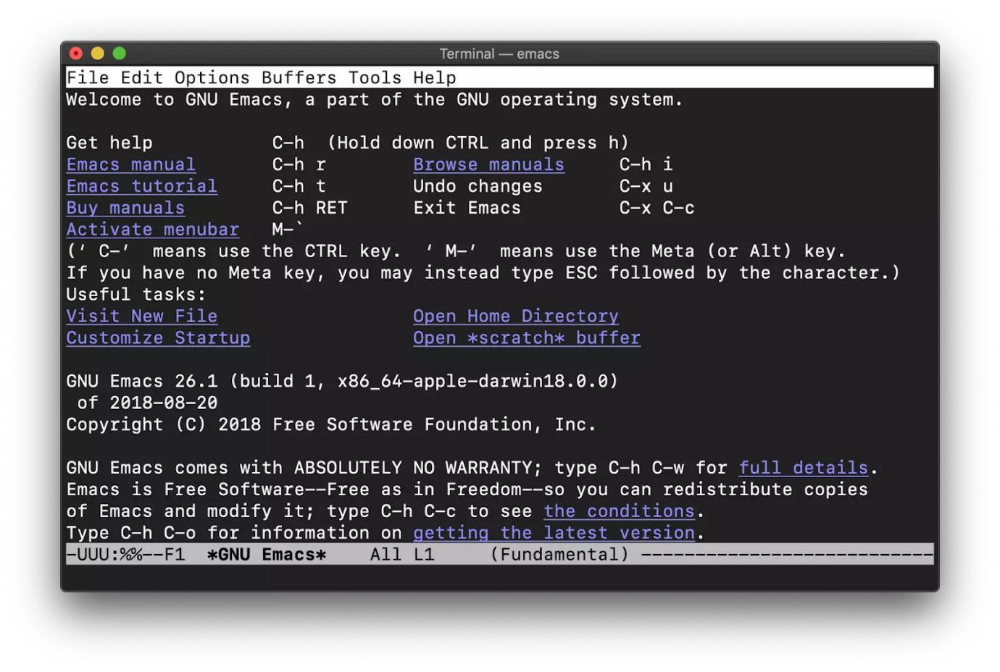 Terminal — emacs
File Edit Options Buffers Tools Help
Welcome to GNU Emacs, a part of the GNU operating system.
Get help C-h (Hold down CTRL and press h)
Emacs manual C-h r Browse manuals C-h i
Emacs tutorial C-h t Undo changes C-x u
Buy manuals C-h RET Exit Emacs C-x C-c
Activate menubar M-`
(‘ C-’ means use the CTRL key. ‘ M-’ means use the Meta (or Alt) key.
If you have no Meta key, you may instead type ESC followed by the character.)
Useful tasks:
Visit New File Open Home Directory
Customize Startup Open *scratch* buffer
GNU Emacs 26.1 (build 1, x86_64-apple-darwin18.0.0)
of 2018-08-20
Copyright (C) 2018 Free Software Foundation, Inc.
GNU Emacs comes with ABSOLUTELY NO WARRANTY; type C-h C-w for full details.
Emacs is Free Software--Free as in Freedom--so you can redistribute copies
of Emacs and modify it; type C-h C-c to see the conditions.
Type C-h C-o for information on getting the latest version.
-UUU:%%--F1 *GNU Emacs* All L1 (Fundamental) ---------------------------